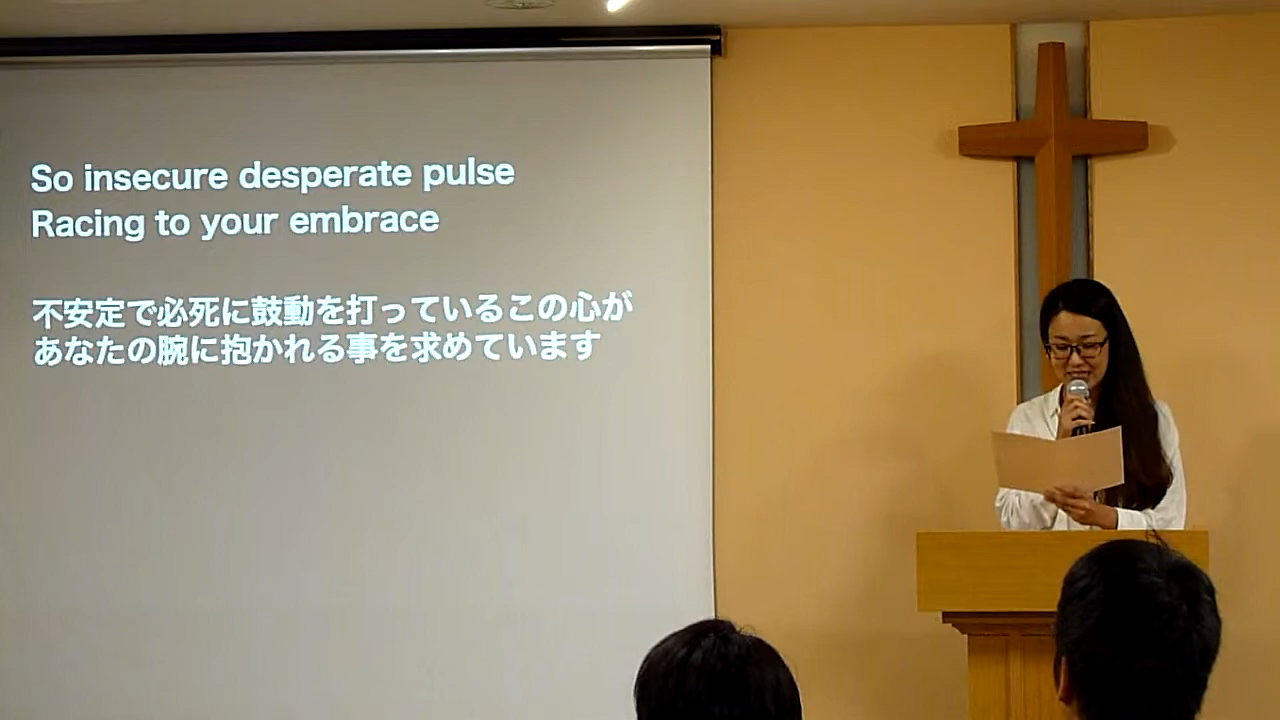 So insecure desperate pulse
Racing to your embrace
不安定で必死に鼓動を打っているこの心が
あなたの腕に抱かれる事を求めています